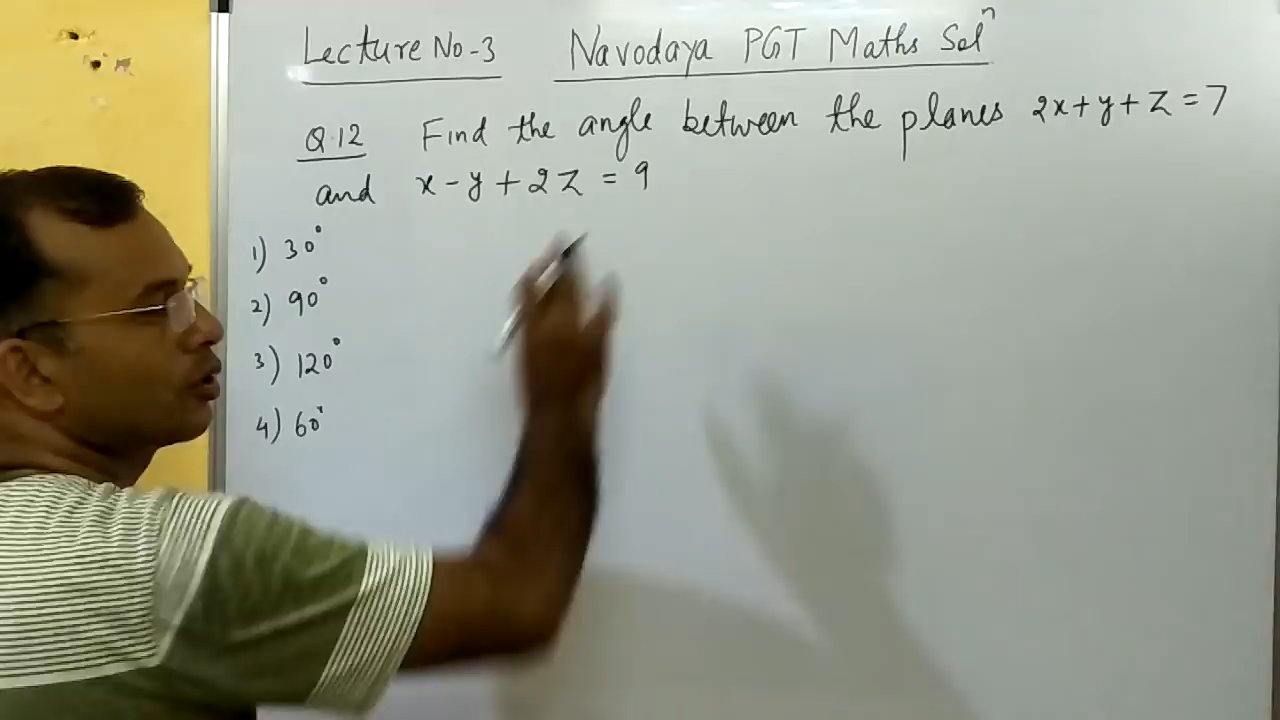 Lecture No-3 Navodaya PGT Maths Solⁿ
Q.12 Find the angle between the planes 2x+y+z=7
and x-y+2z=9
1) 30°
2) 90°
3) 120°
4) 60°